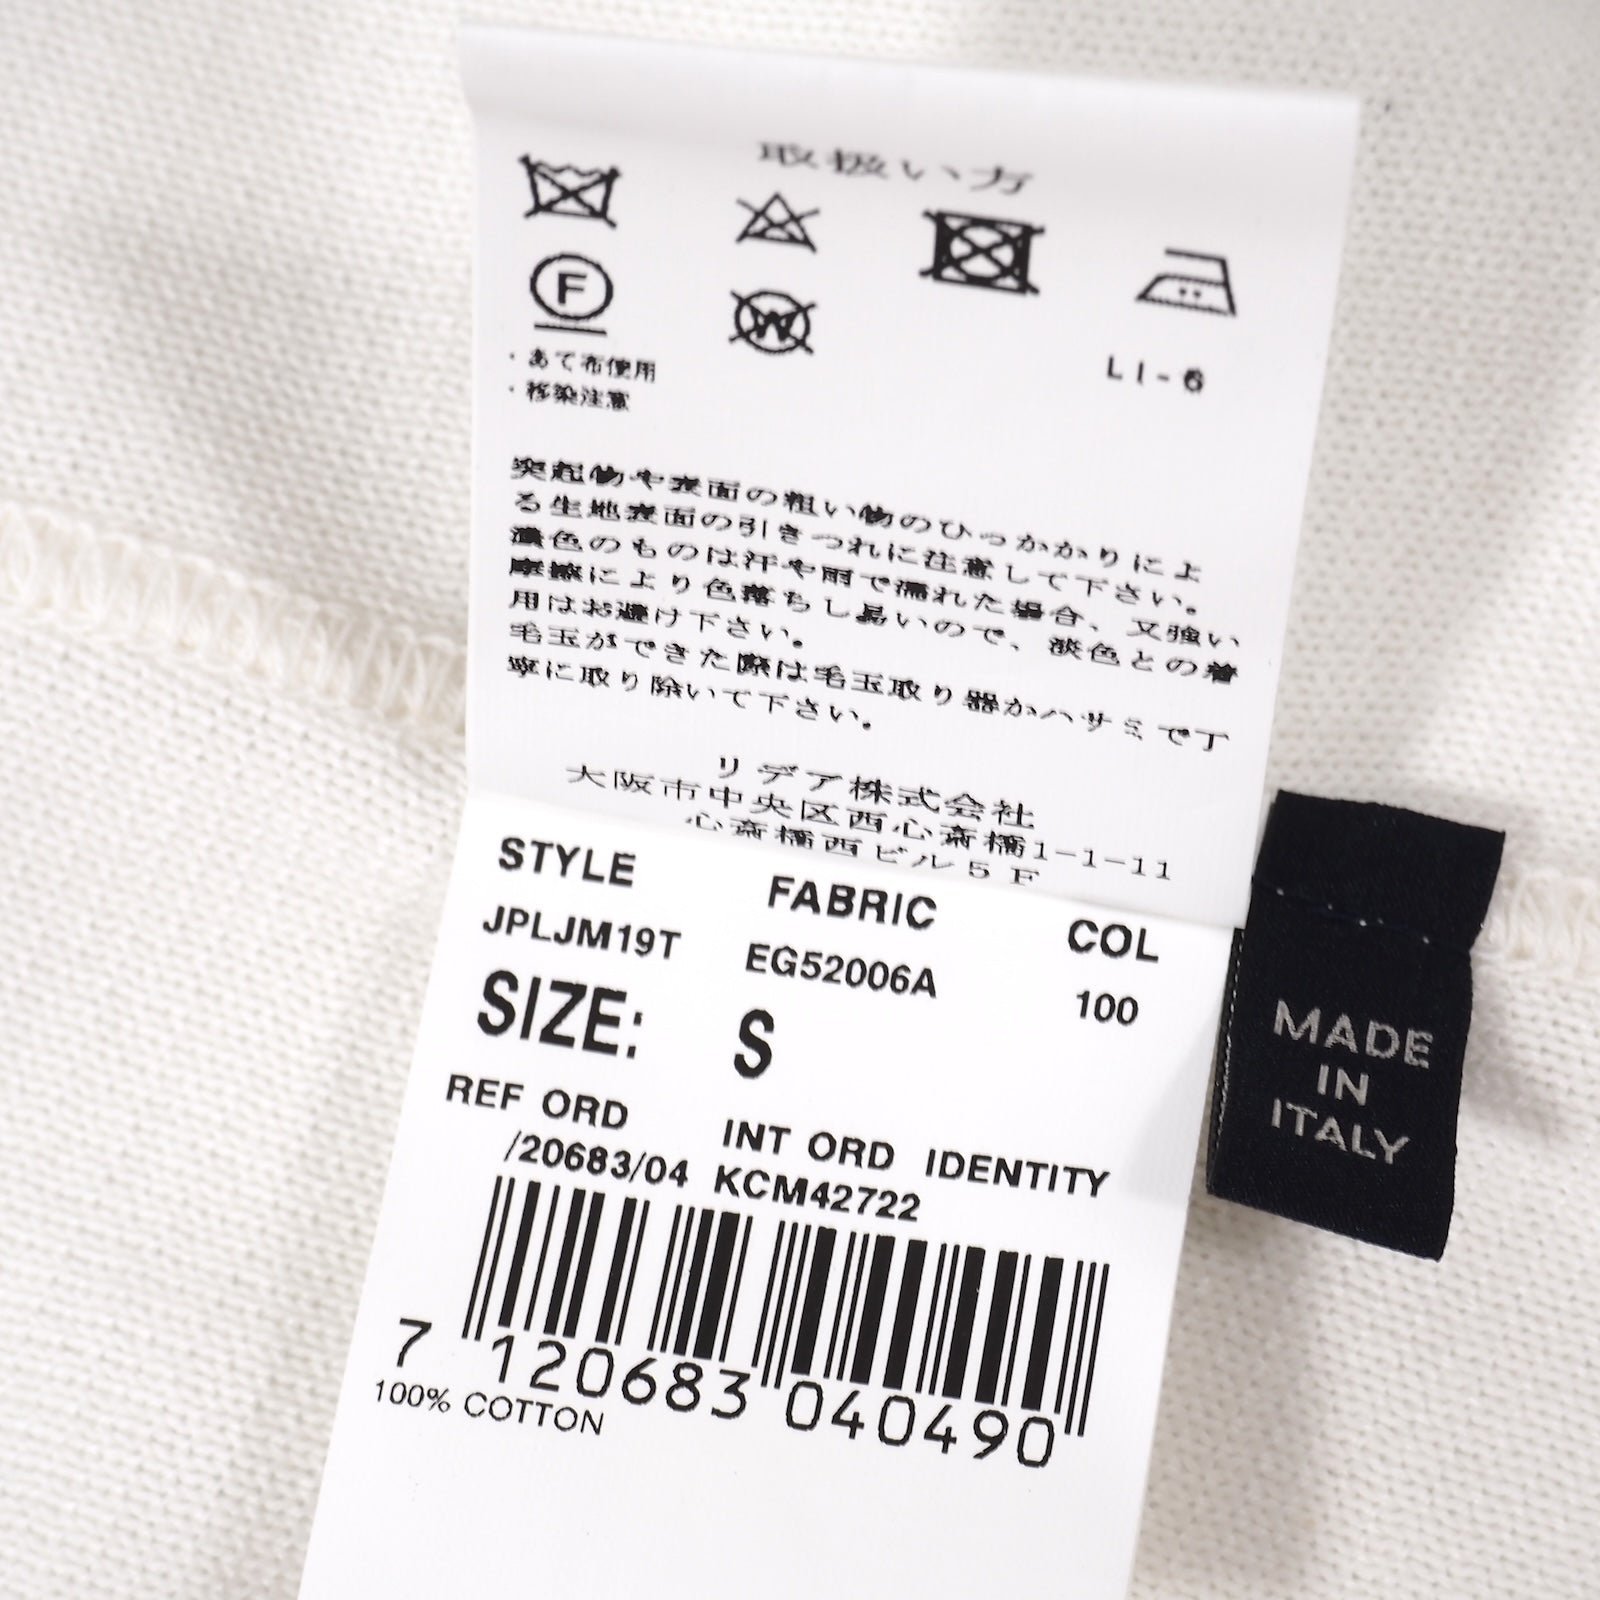 取扱い方
F
W
・あて布使用
・移染注意
LI-6
突起物や表面の粗い物のひっかかりによ
る生地表面の引きつれに注意して下さい。
濃色のものは汗や雨で濡れた場合、又強い
摩擦により色落ちし易いので、淡色との着
用はお避け下さい。
毛玉ができた際は毛玉取り器かハサミで丁
寧に取り除いて下さい。
リデア株式会社
大阪市中央区西心斎橋1-1-11
心斎橋西ビル5F
STYLE FABRIC COL
JPLJM19T EG52006A 100
SIZE: S
REF ORD INT ORD IDENTITY
/20683/04 KCM42722
7 120683 040490
100% COTTON
MADE
IN
ITALY